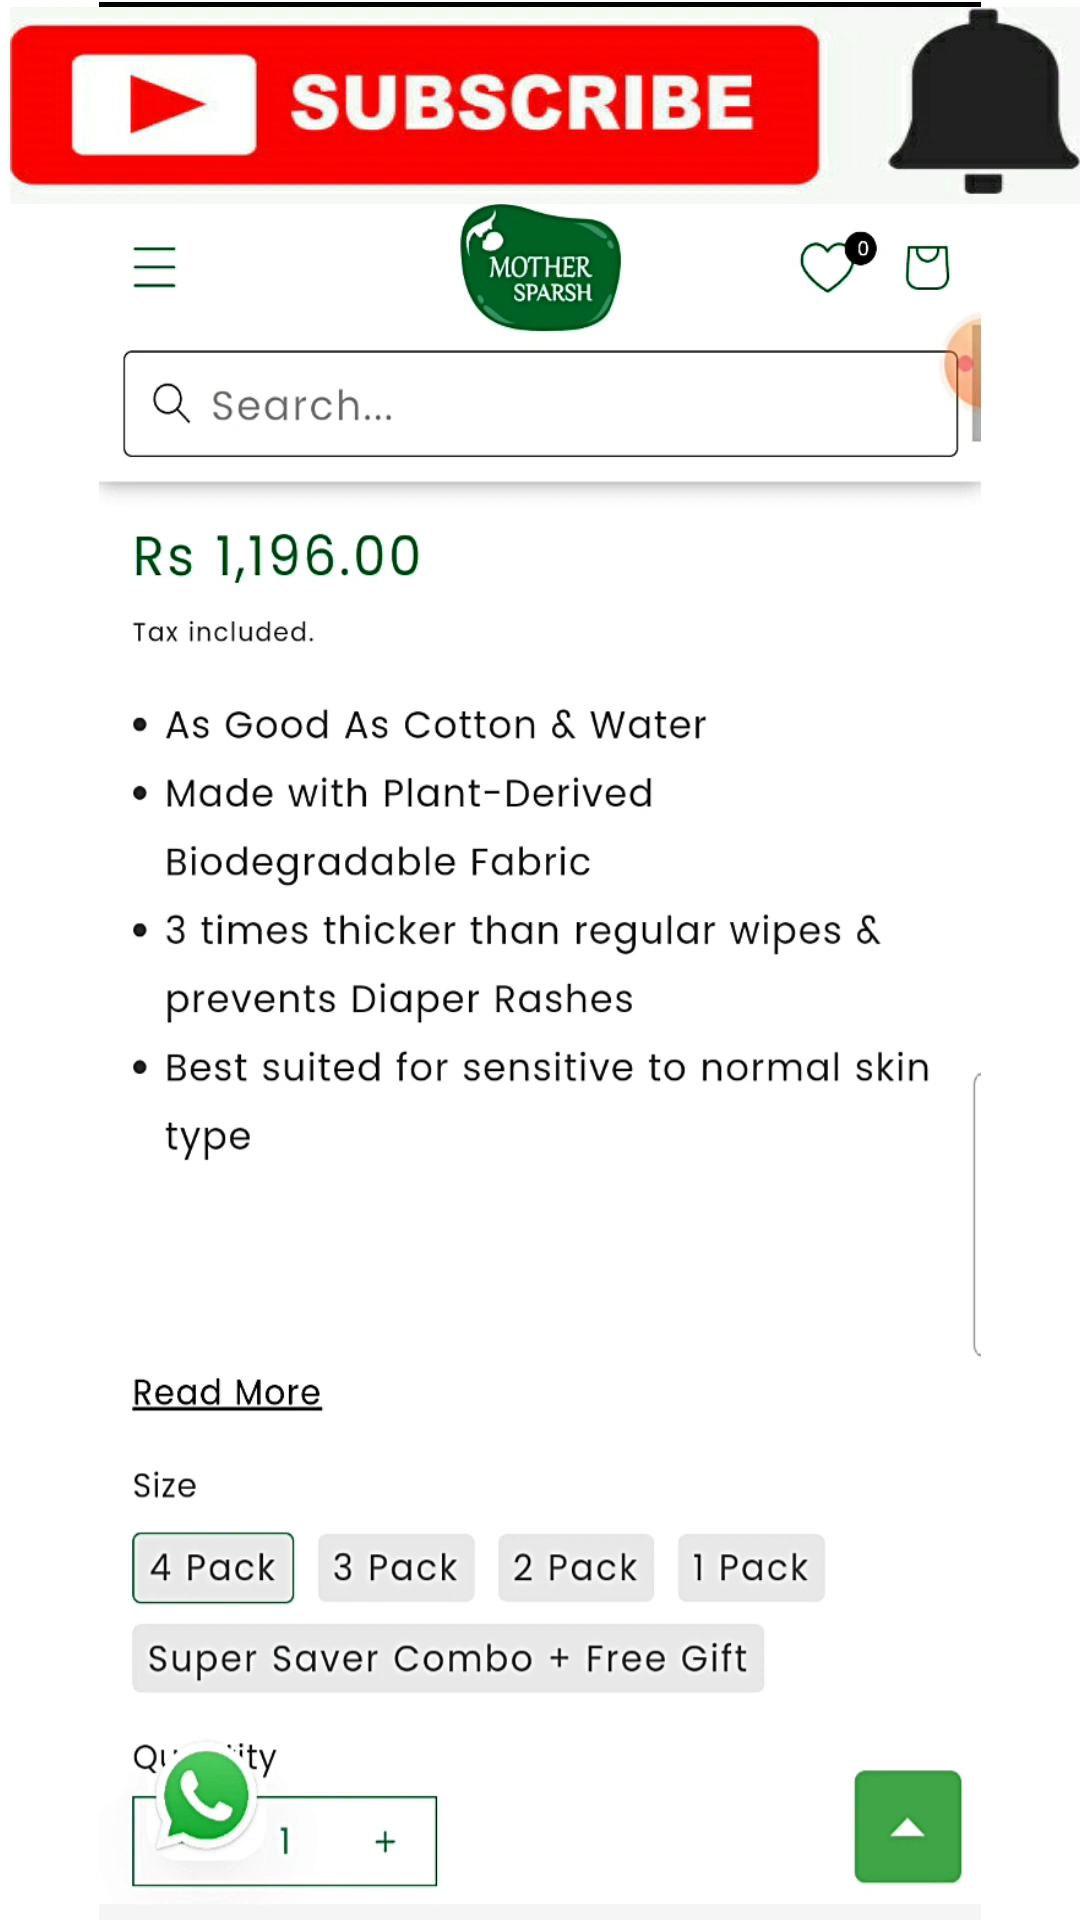 SUBSCRIBE
MOTHER
SPARSH
0
Search...
Rs 1,196.00
Tax included.
• As Good As Cotton & Water
• Made with Plant-Derived
Biodegradable Fabric
• 3 times thicker than regular wipes &
prevents Diaper Rashes
• Best suited for sensitive to normal skin
type
Read More
Size
4 Pack 3 Pack 2 Pack 1 Pack
Super Saver Combo + Free Gift
1 +